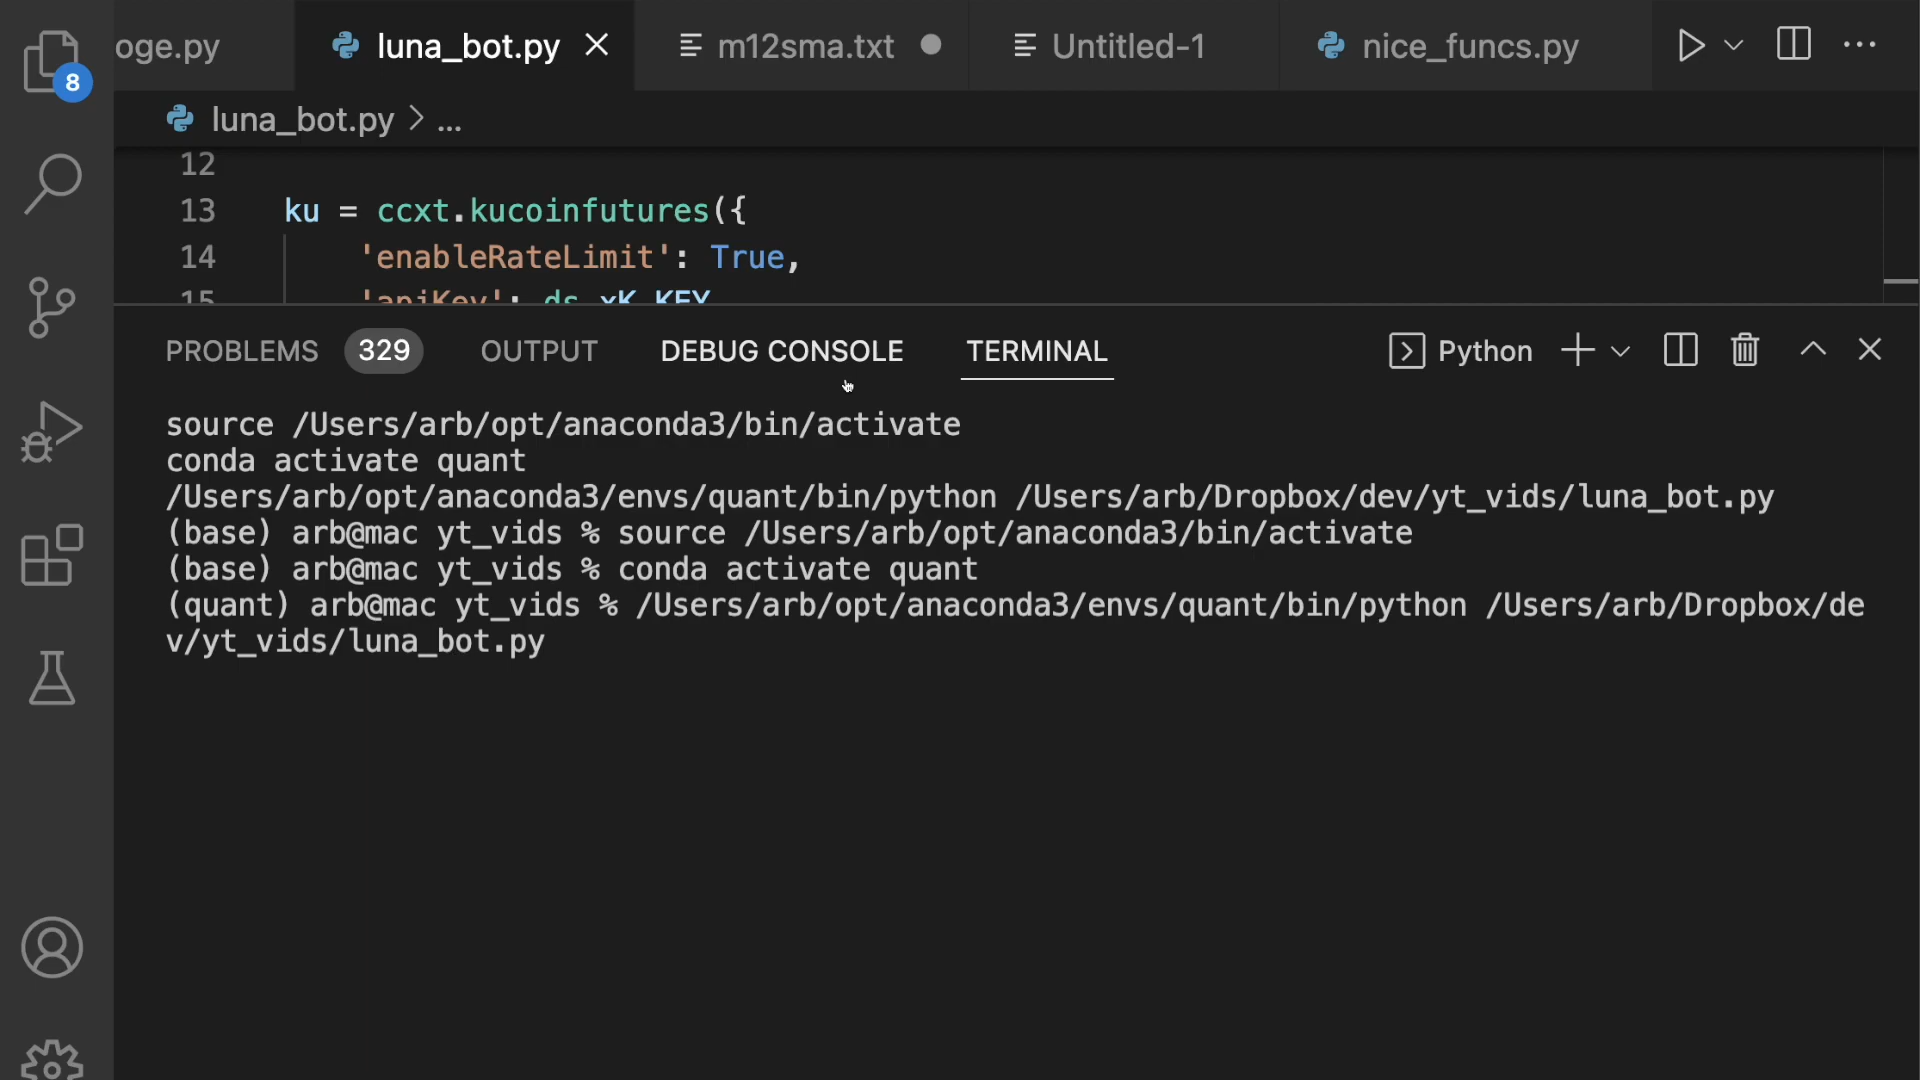 oge.py
luna_bot.py
m12sma.txt
Untitled-1
nice_funcs.py
8
luna_bot.py > ...
12
13 ku = ccxt.kucoinfutures({
14 'enableRateLimit': True,
15 'apiKey': ds.xK_KEY
PROBLEMS 329 OUTPUT DEBUG CONSOLE TERMINAL
Python
source /Users/arb/opt/anaconda3/bin/activate
conda activate quant
/Users/arb/opt/anaconda3/envs/quant/bin/python /Users/arb/Dropbox/dev/yt_vids/luna_bot.py
(base) arb@mac yt_vids % source /Users/arb/opt/anaconda3/bin/activate
(base) arb@mac yt_vids % conda activate quant
(quant) arb@mac yt_vids % /Users/arb/opt/anaconda3/envs/quant/bin/python /Users/arb/Dropbox/de
v/yt_vids/luna_bot.py